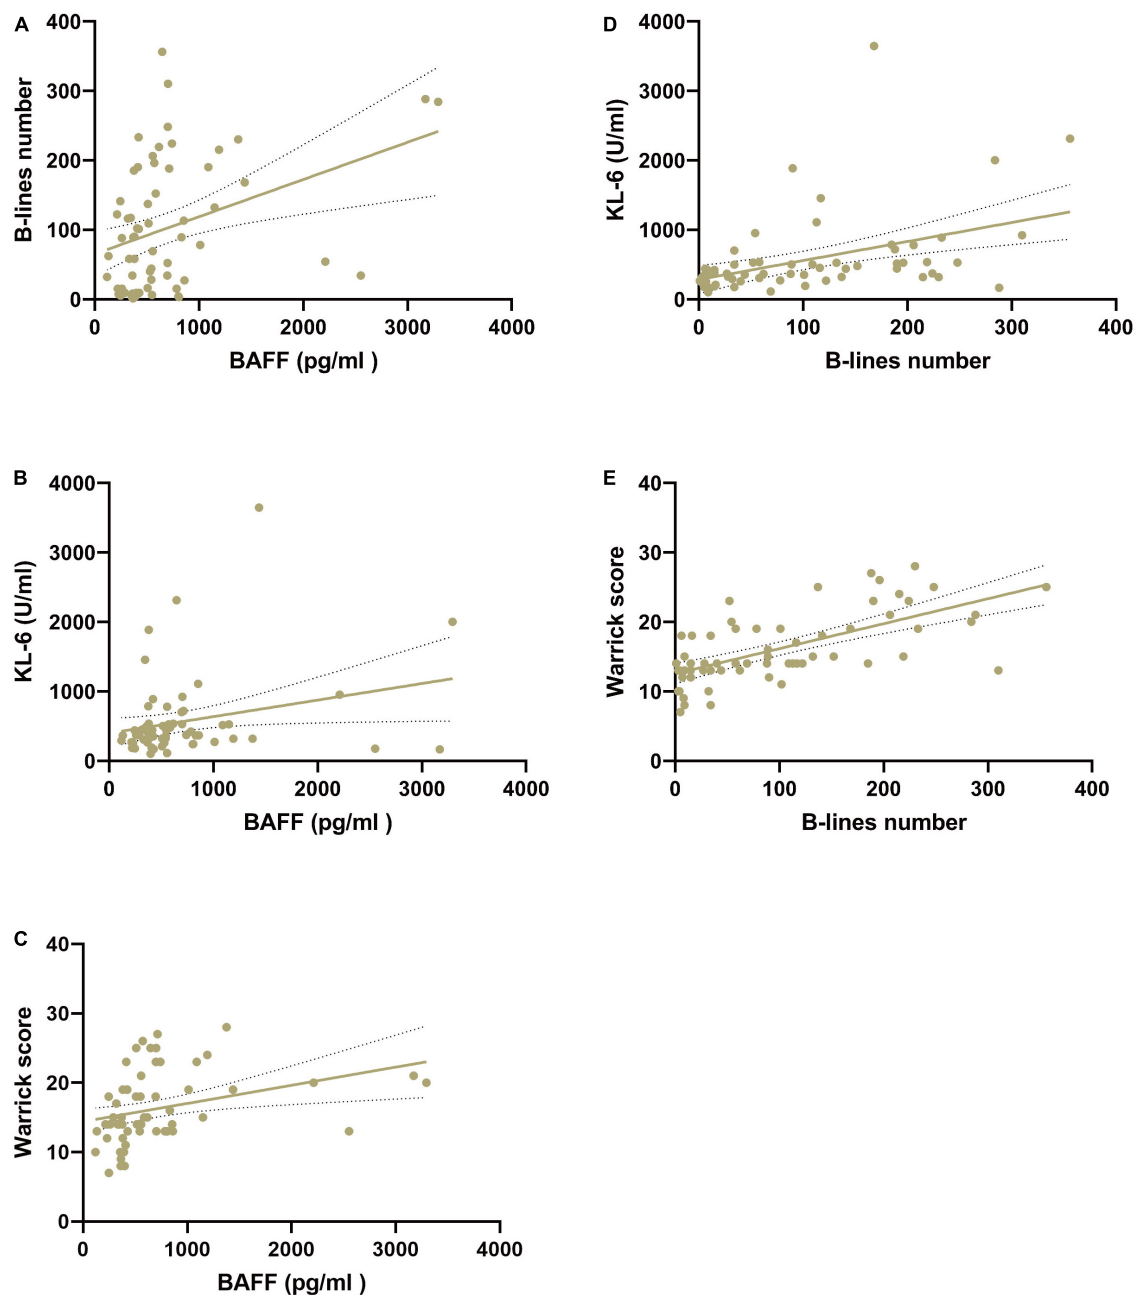 A
400
300
200
100
0
B-lines number
0 1000 2000 3000 4000
BAFF (pg/ml )
D
4000
3000
2000
1000
0
KL-6 (U/ml)
0 100 200 300 400
B-lines number
B
4000
3000
2000
1000
0
KL-6 (U/ml)
0 1000 2000 3000 4000
BAFF (pg/ml )
E
40
30
20
10
0
Warrick score
0 100 200 300 400
B-lines number
C
40
30
20
10
0
Warrick score
0 1000 2000 3000 4000
BAFF (pg/ml )